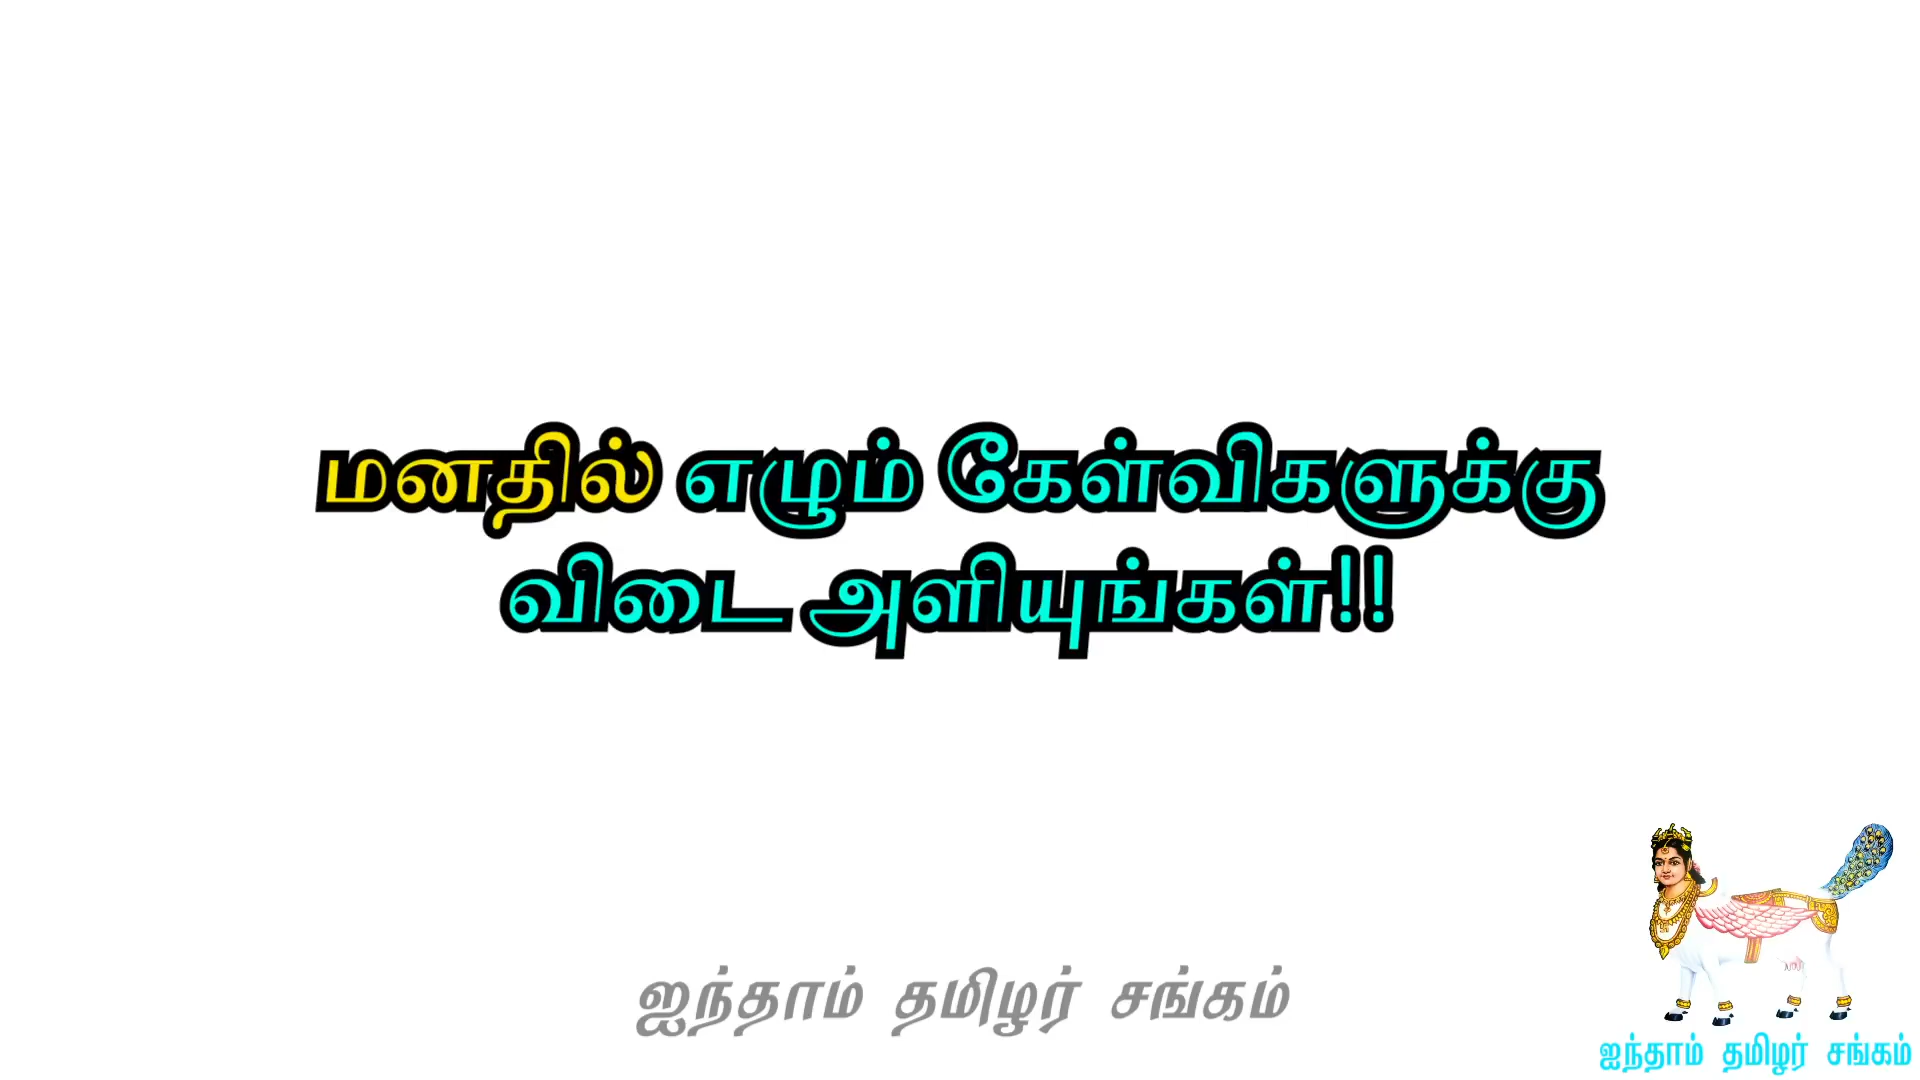 மனதில் எழும் கேள்விகளுக்கு
விடை அளியுங்கள்!!
ஐந்தாம் தமிழர் சங்கம்
ஐந்தாம் தமிழர் சங்கம்